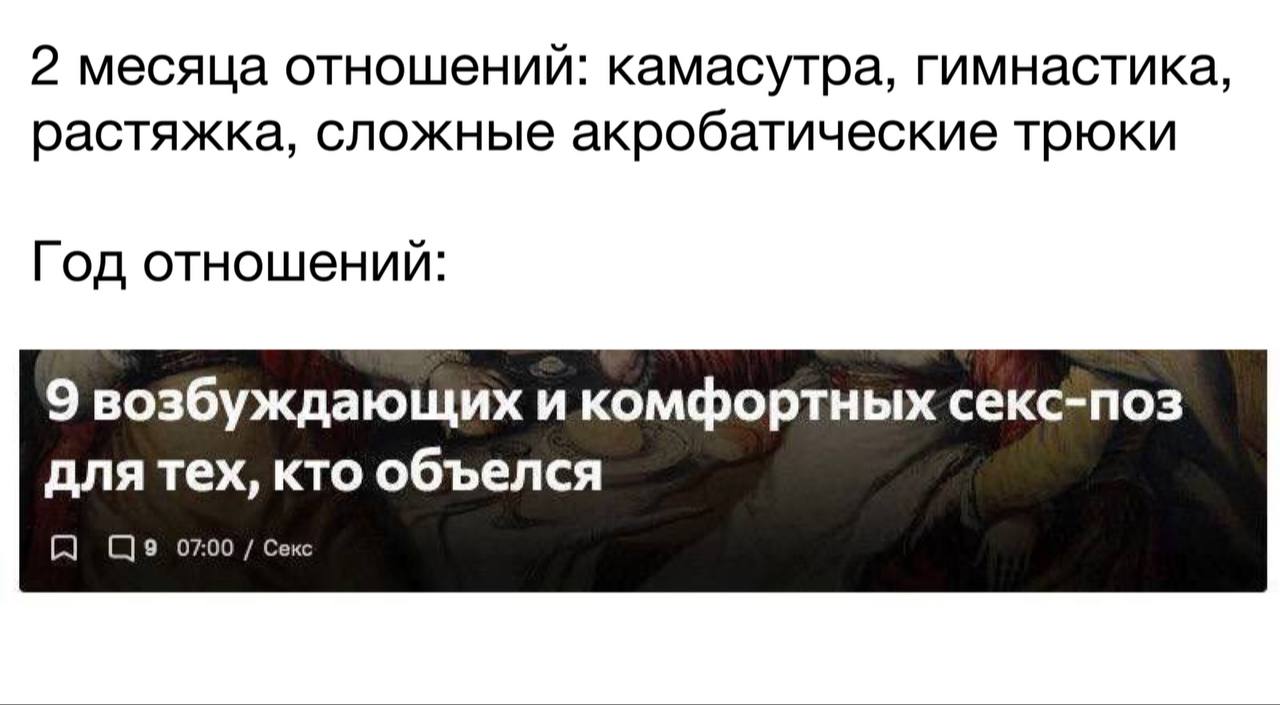 2 месяца отношений: камасутра, гимнастика,
растяжка, сложные акробатические трюки
Год отношений:
9 возбуждающих и комфортных секс-поз
для тех, кто объелся
9 07:00 / Секс